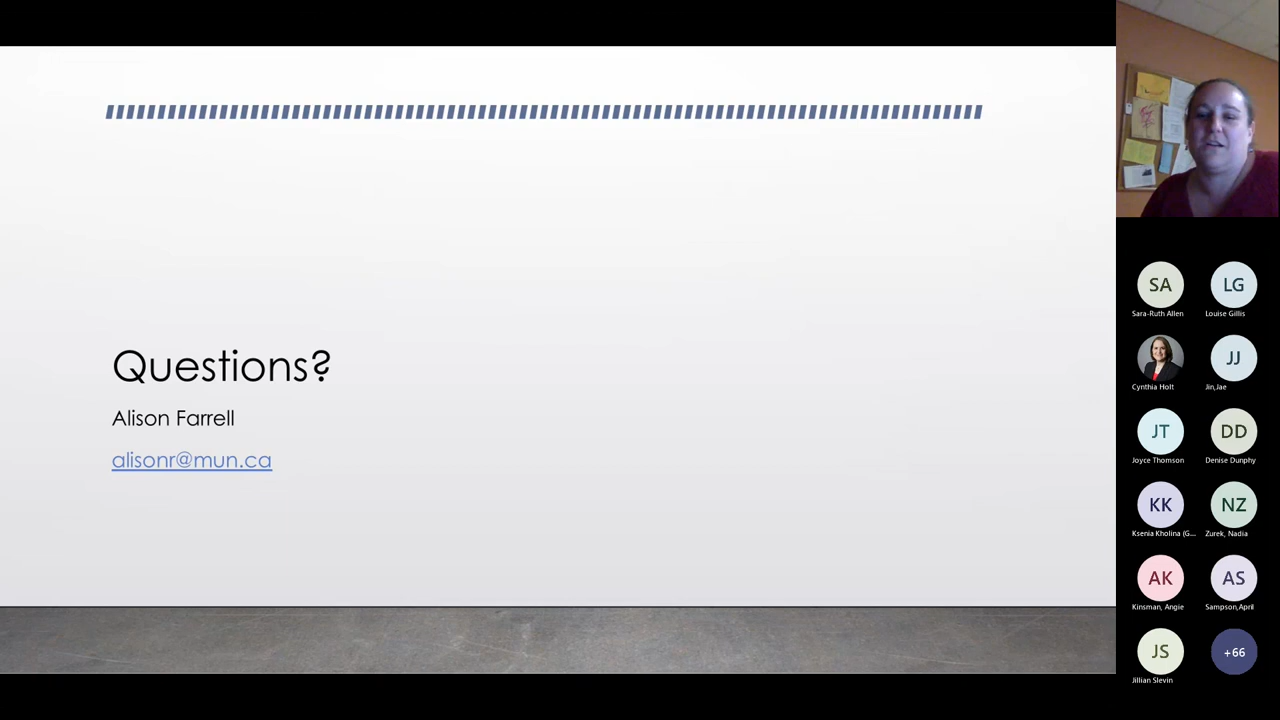 Questions?
Alison Farrell
alisonr@mun.ca
SA
LG
Sara-Ruth Allen
Louise Gillis
JJ
Cynthia Holt
Jin,Jae
JT
DD
Joyce Thomson
Denise Dunphy
KK
NZ
Ksenia Kholina (G...
Zurek, Nadia
AK
AS
Kinsman, Angie
Sampson,April
JS
+66
Jillian Slevin